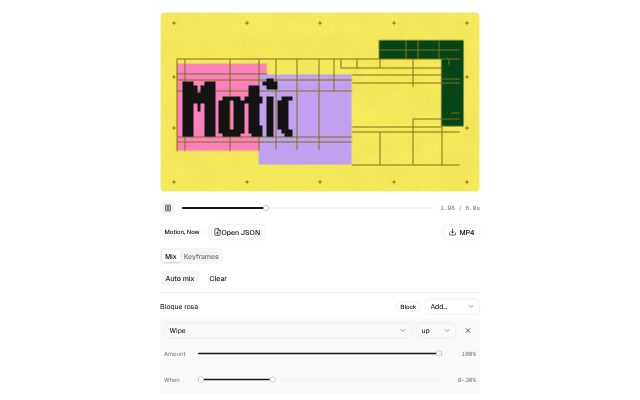 Motic
1.98 / 6.0s
Motion, Now
Open JSON
MP4
Mix
Keyframes
Auto mix
Clear
Bloque rosa
Block
Add...
Wipe
up
Amount
100%
When
0–30%